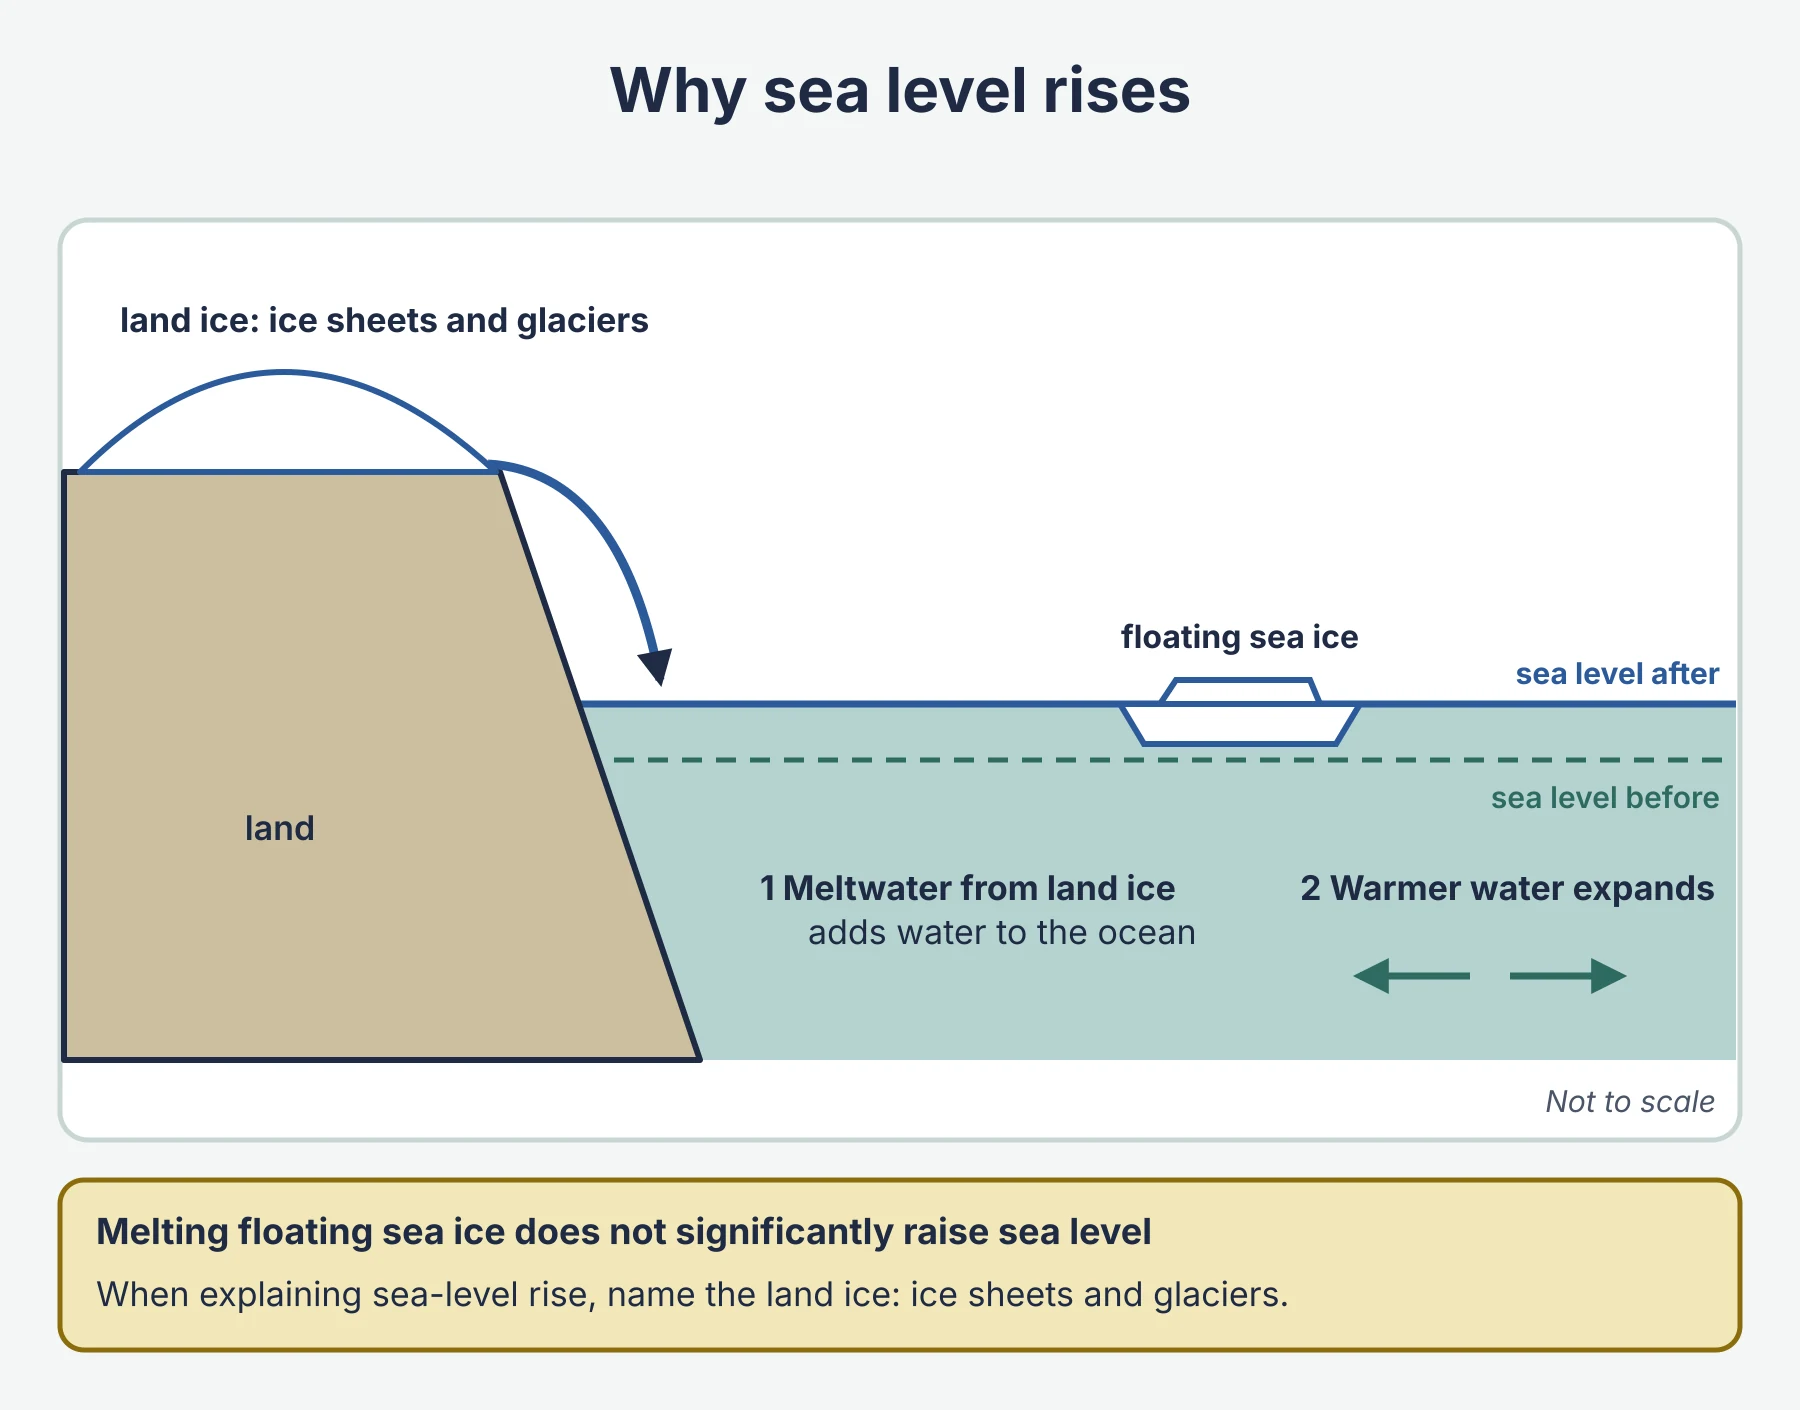 Why sea level rises
land ice: ice sheets and glaciers
floating sea ice
sea level after
sea level before
land
1 Meltwater from land ice
adds water to the ocean
2 Warmer water expands
Not to scale
Melting floating sea ice does not significantly raise sea level
When explaining sea-level rise, name the land ice: ice sheets and glaciers.